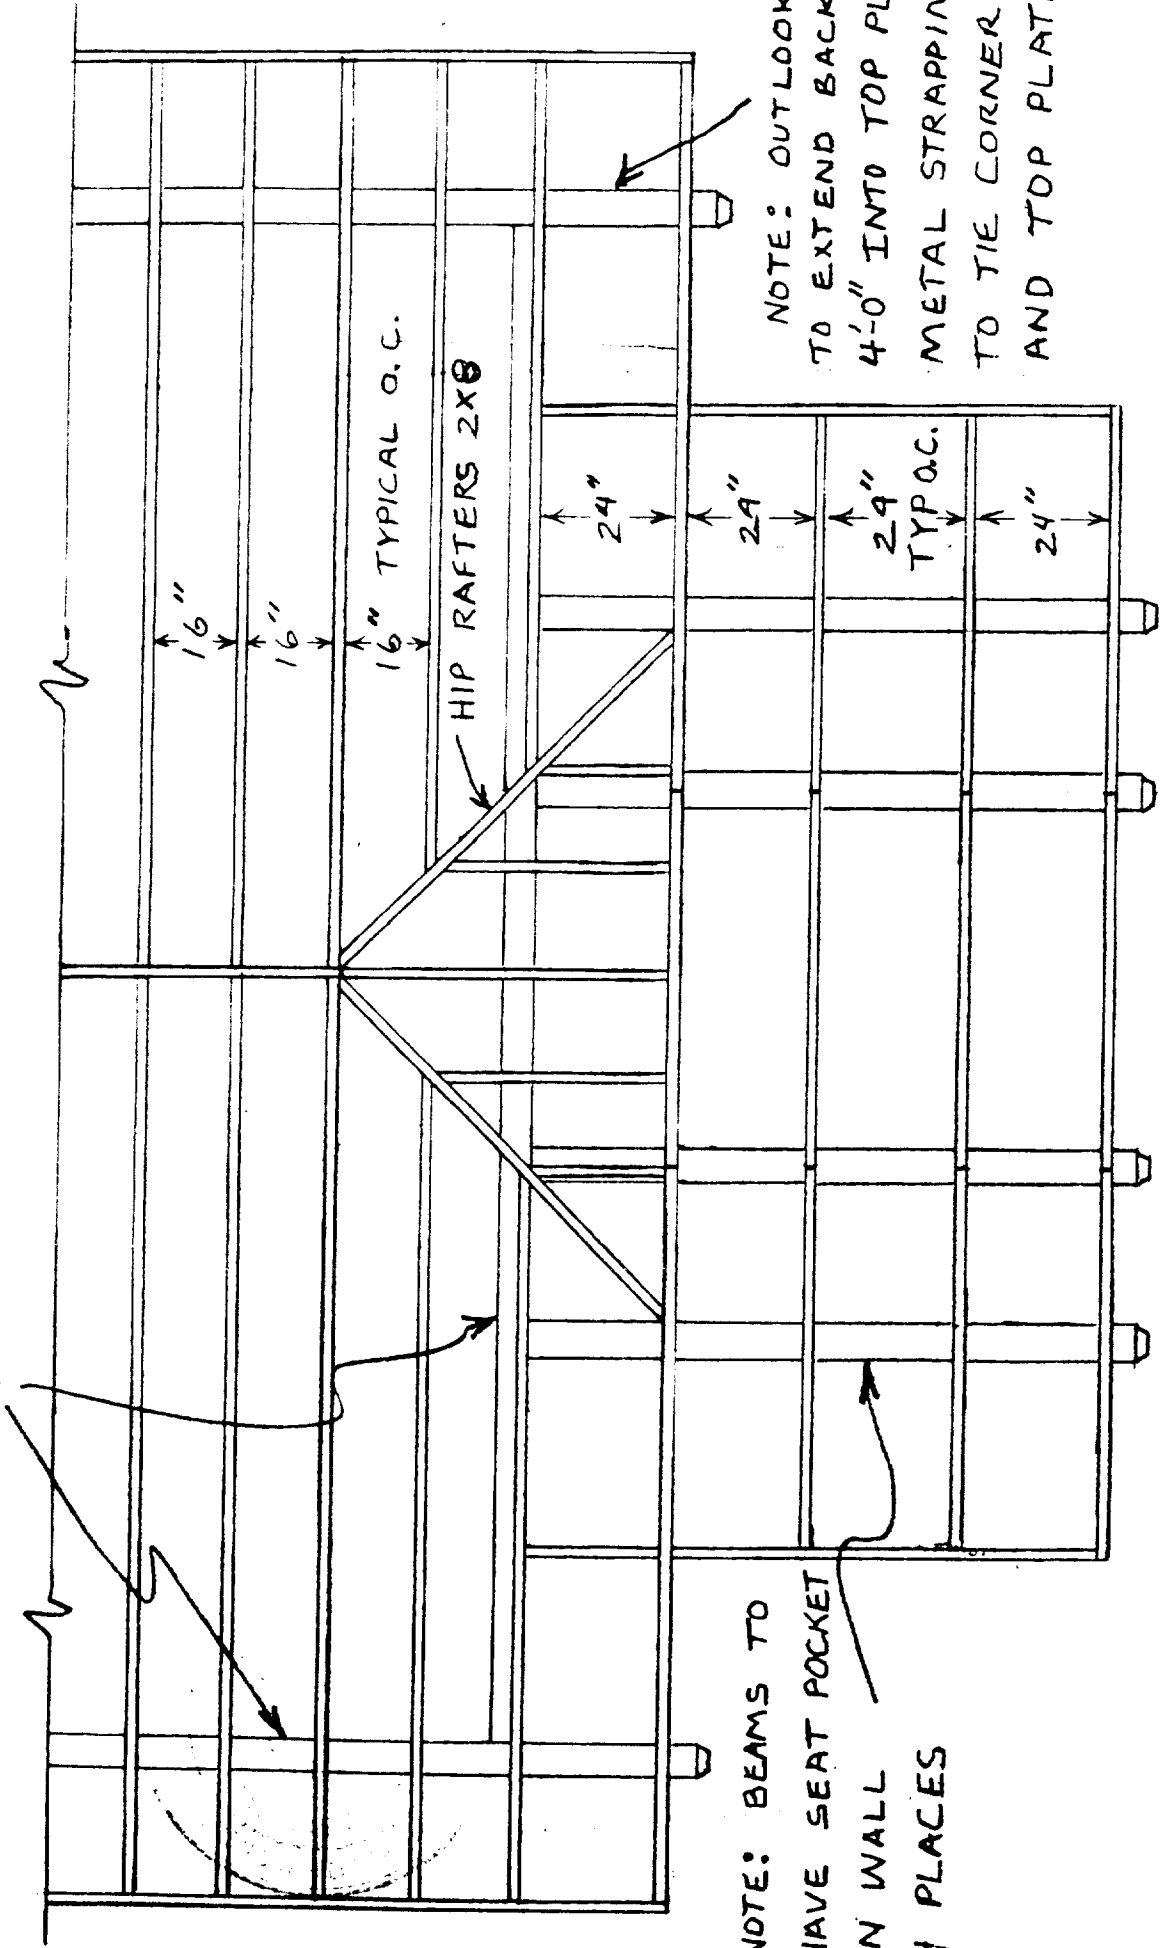 16"
16"
16" TYPICAL O.C.
HIP RAFTERS 2X8
24"
24"
24"
TYP O.C.
24"
NOTE: OUTLOOK
TO EXTEND BACK
4'-0" INTO TOP PL
METAL STRAPPIN
TO TIE CORNER
AND TOP PLAT
NOTE: BEAMS TO
HAVE SEAT POCKET
N WALL
PLACES